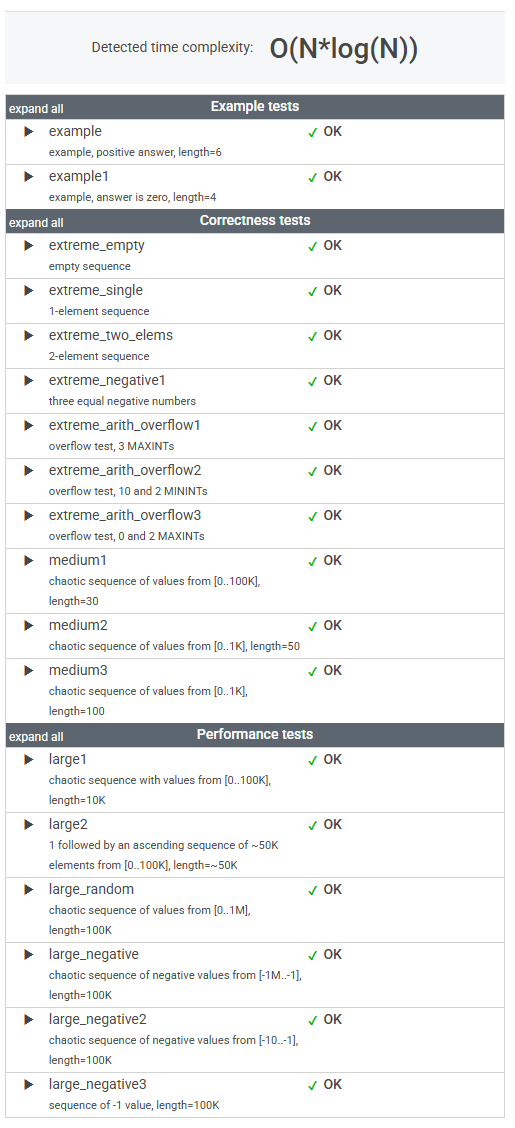 Detected time complexity: O(N*log(N))
expand all Example tests
example ✓ OK
example, positive answer, length=6
example1 ✓ OK
example, answer is zero, length=4
expand all Correctness tests
extreme_empty ✓ OK
empty sequence
extreme_single ✓ OK
1-element sequence
extreme_two_elems ✓ OK
2-element sequence
extreme_negative1 ✓ OK
three equal negative numbers
extreme_arith_overflow1 ✓ OK
overflow test, 3 MAXINTs
extreme_arith_overflow2 ✓ OK
overflow test, 10 and 2 MININTs
extreme_arith_overflow3 ✓ OK
overflow test, 0 and 2 MAXINTs
medium1 ✓ OK
chaotic sequence of values from [0..100K],
length=30
medium2 ✓ OK
chaotic sequence of values from [0..1K], length=50
medium3 ✓ OK
chaotic sequence of values from [0..1K],
length=100
expand all Performance tests
large1 ✓ OK
chaotic sequence with values from [0..100K],
length=10K
large2 ✓ OK
1 followed by an ascending sequence of ~50K
elements from [0..100K], length=~50K
large_random ✓ OK
chaotic sequence of values from [0..1M],
length=100K
large_negative ✓ OK
chaotic sequence of negative values from [-1M..-1],
length=100K
large_negative2 ✓ OK
chaotic sequence of negative values from [-10..-1],
length=100K
large_negative3 ✓ OK
sequence of -1 value, length=100K